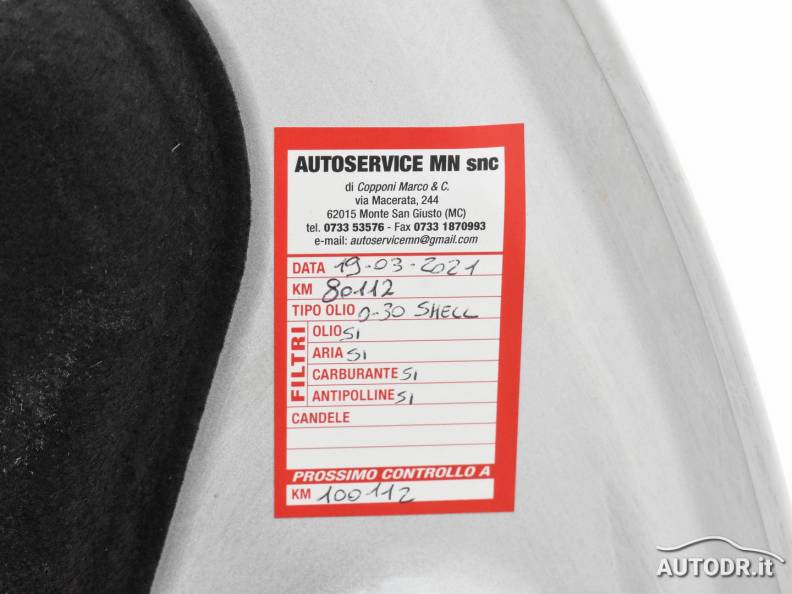 AUTOSERVICE MN snc
di Copponi Marco & C.
via Macerata, 244
62015 Monte San Giusto (MC)
tel. 0733 53576 - Fax 0733 1870993
e-mail: autoservicemn@gmail.com
DATA 19-03-2021
KM 80112
TIPO OLIO 0-30 SHELL
FILTRI
OLIO SI
ARIA SI
CARBURANTE SI
ANTIPOLLINE SI
CANDELE
PROSSIMO CONTROLLO A
KM 100112
AUTODR.it